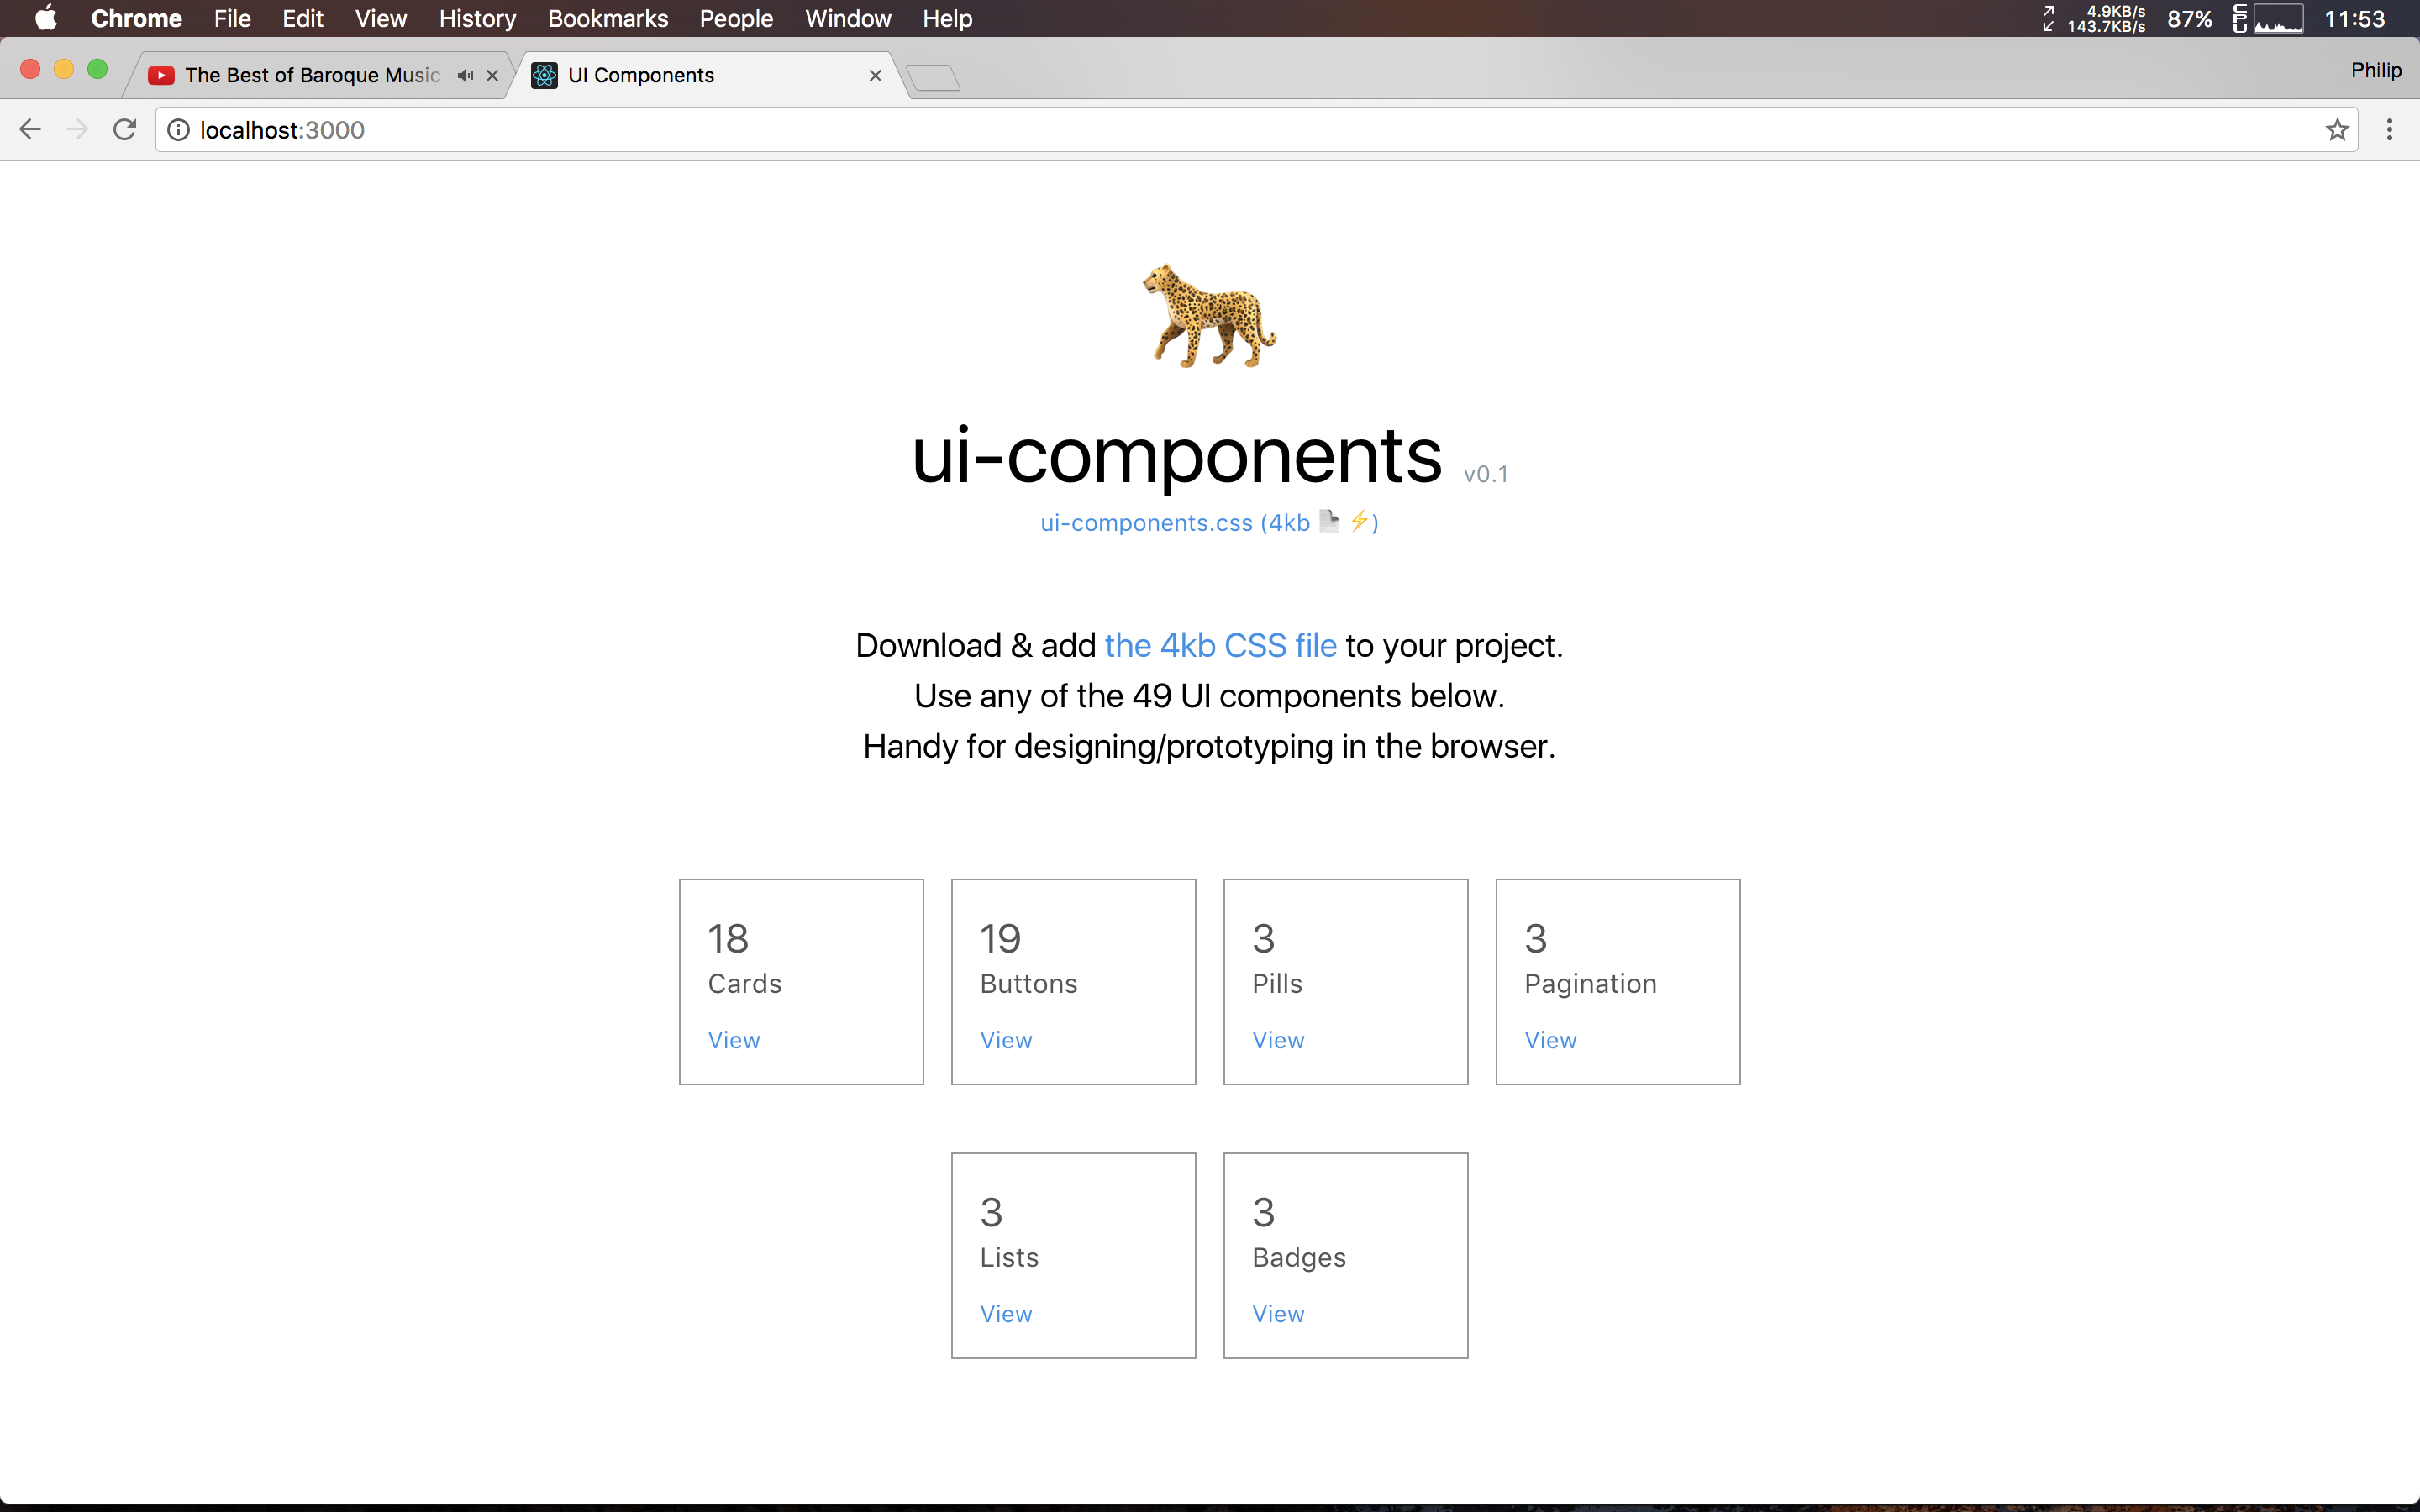 Chrome File Edit View History Bookmarks People Window Help 4.9KB/s 143.7KB/s 87% CPU 11:53
The Best of Baroque Music UI Components Philip
localhost:3000
ui-components v0.1
ui-components.css (4kb ⚡)
Download & add the 4kb CSS file to your project.
Use any of the 49 UI components below.
Handy for designing/prototyping in the browser.
18
Cards
View
19
Buttons
View
3
Pills
View
3
Pagination
View
3
Lists
View
3
Badges
View